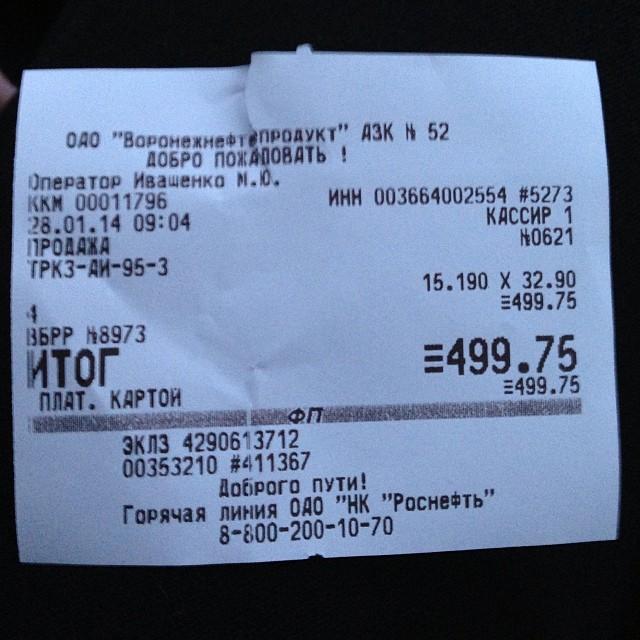 ОАО "Воронежнефтепродукт" АЗК N 52
ДОБРО ПОЖАЛОВАТЬ !
Оператор Иващенко М.Ю.
ККМ 00011796 ИНН 003664002554 #5273
28.01.14 09:04 КАССИР 1
ПРОДАЖА №0621
ТРК3-АИ-95-3
15.190 X 32.90
≡499.75
4
ВБРР №8973
ИТОГ ≡499.75
ПЛАТ. КАРТОЙ ≡499.75
ФП
ЭКЛЗ 4290613712
00353210 #411367
Доброго пути!
Горячая линия ОАО "НК "Роснефть"
8-800-200-10-70